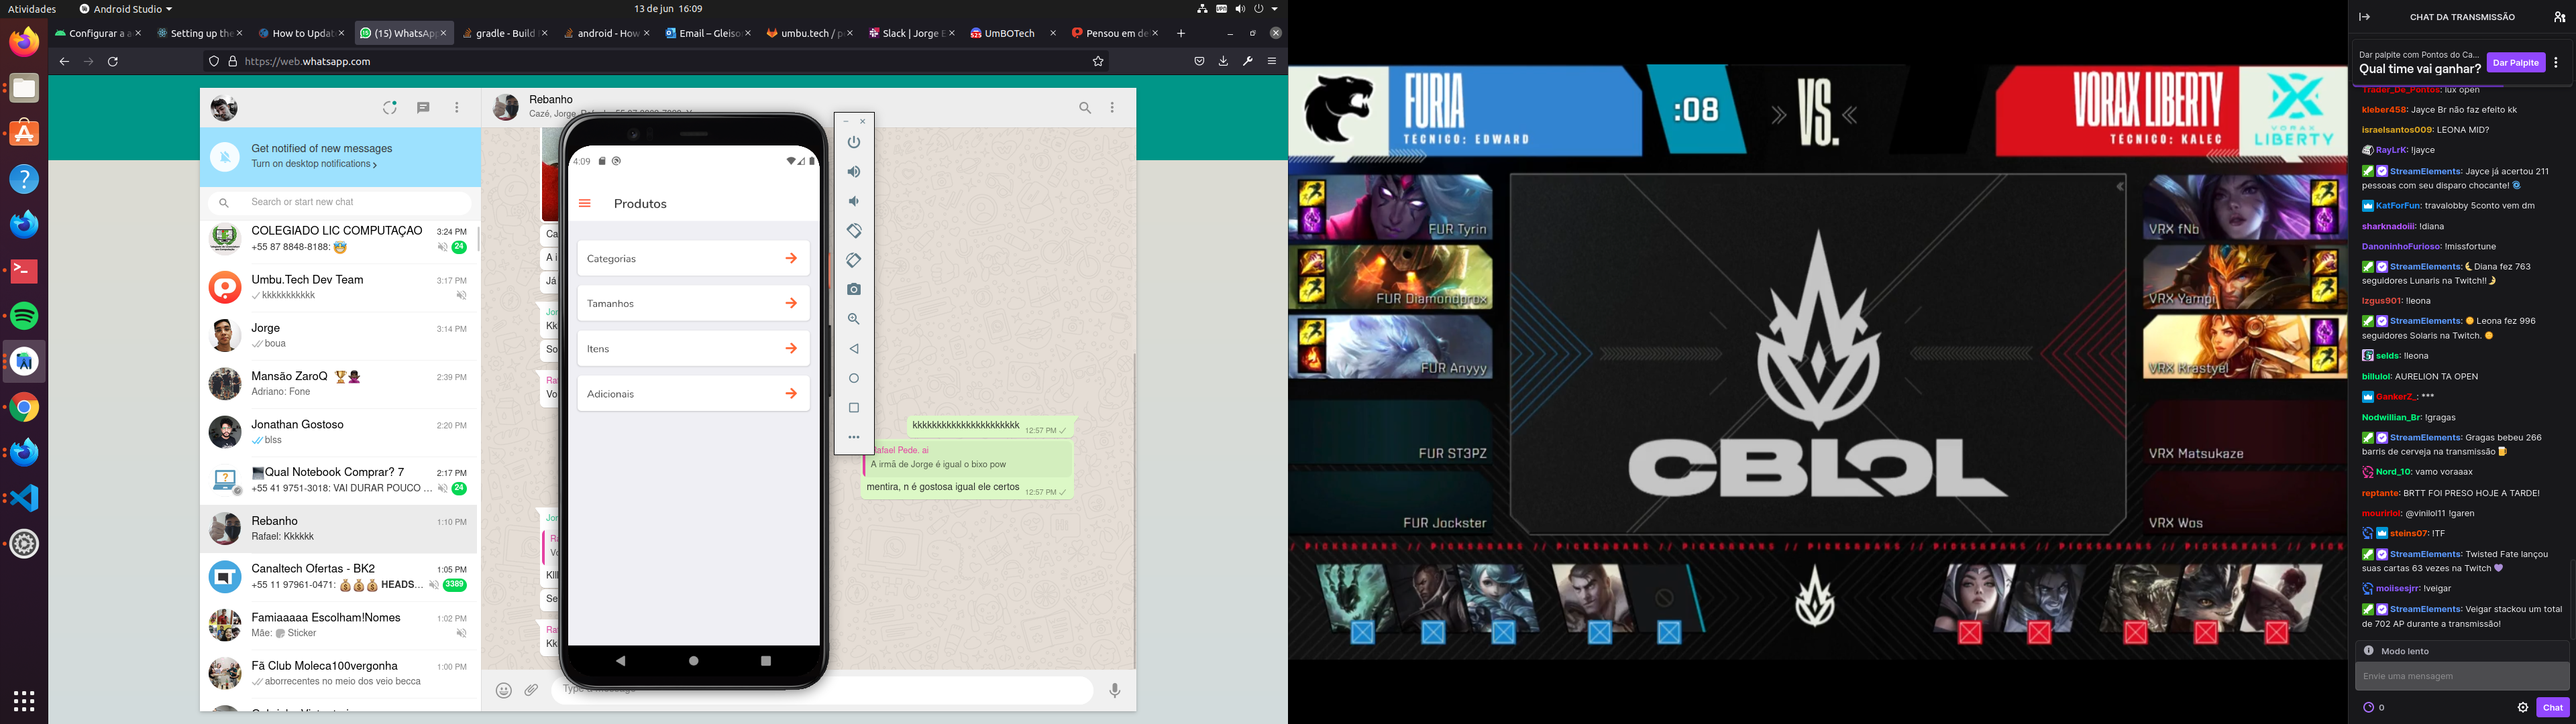 Atividades
Android Studio
13 de jun 16:09
Configurar a a
Setting up the
How to Updat
(15) WhatsApp
gradle - Build
android - How
Email – Gleiso
umbu.tech / p
Slack | Jorge E
UmBOTech
Pensou em de
https://web.whatsapp.com
Get notified of new messages
Turn on desktop notifications >
Search or start new chat
COLEGIADO LIC COMPUTAÇAO
3:24 PM
+55 87 8848-8188:
24
Umbu.Tech Dev Team
3:17 PM
kkkkkkkkkkk
Jorge
3:14 PM
boua
Mansão ZaroQ
2:39 PM
Adriano: Fone
Jonathan Gostoso
2:20 PM
blss
Qual Notebook Comprar? 7
2:17 PM
+55 41 9751-3018: VAI DURAR POUCO ...
24
Rebanho
1:10 PM
Rafael: Kkkkkk
Canaltech Ofertas - BK2
1:05 PM
+55 11 97961-0471: HEADS...
3389
Famiaaaaa Escolham!Nomes
1:02 PM
Mãe: Sticker
Fã Club Moleca100vergonha
1:00 PM
aborrecentes no meio dos veio becca
Rebanho
Cazé, Jorge,
4:09
Produtos
Categorias
Tamanhos
Itens
Adicionais
kkkkkkkkkkkkkkkkkkkkkk
12:57 PM
Rafael Pede. ai
A irmã de Jorge é igual o bixo pow
mentira, n é gostosa igual ele certos
12:57 PM
FURIA
TÉCNICO: EDWARD
:08
VS.
VORAX LIBERTY
TÉCNICO: KALEC
VORAX
LIBERTY
FUR Tyrin
FUR Diamondprox
FUR Anyyy
FUR ST3PZ
FUR Jockster
VRX fNb
VRX Yampi
VRX Krastyel
VRX Matsukaze
VRX Wos
CBLOL
PICKS&BANS // PICKS&BANS // PICKS&BANS
CHAT DA TRANSMISSÃO
Dar palpite com Pontos do Ca...
Qual time vai ganhar?
Dar Palpite
Trader_De_Pontos: lux open
kleber458: Jayce Br não faz efeito kk
israelsantos009: LEONA MID?
RayLrK: !jayce
StreamElements: Jayce já acertou 211
pessoas com seu disparo chocante!
KatForFun: travalobby 5conto vem dm
sharknadoiii: !diana
DanoninhoFurioso: !missfortune
StreamElements: Diana fez 763
seguidores Lunaris na Twitch!!
Izgus901: !leona
StreamElements: Leona fez 996
seguidores Solaris na Twitch.
selds: !leona
billulol: AURELION TA OPEN
GankerZ_: ***
Nodwillian_Br: !gragas
StreamElements: Gragas bebeu 266
barris de cerveja na transmissão
Nord_10: vamo voraaax
reptante: BRTT FOI PRESO HOJE A TARDE!
mouririol: @vinilol11 !garen
steins07: !TF
StreamElements: Twisted Fate lançou
suas cartas 63 vezes na Twitch
moiisesjrr: !veigar
StreamElements: Veigar stackou um total
de 702 AP durante a transmissão!
Modo lento
Envie uma mensagem
0
Chat